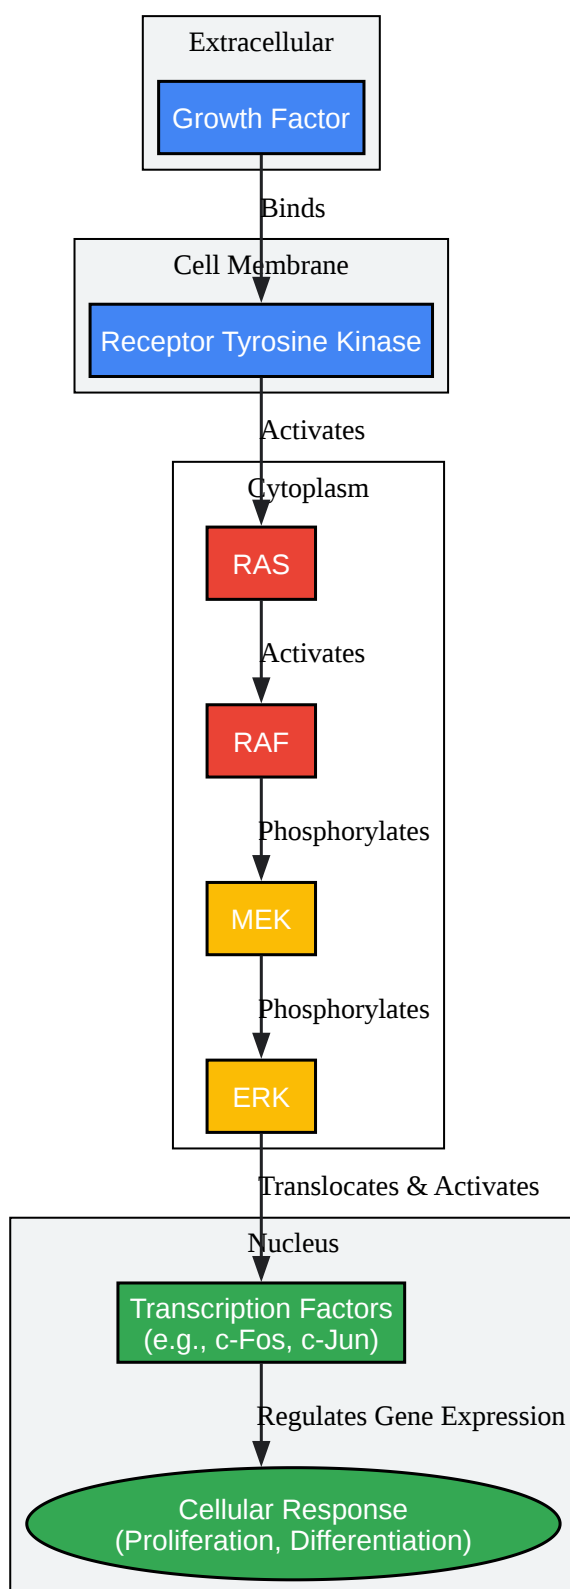 Extracellular
Growth Factor
Binds
Cell Membrane
Receptor Tyrosine Kinase
Activates
Cytoplasm
RAS
Activates
RAF
Phosphorylates
MEK
Phosphorylates
ERK
Translocates & Activates
Nucleus
Transcription Factors
(e.g., c-Fos, c-Jun)
Regulates Gene Expression
Cellular Response
(Proliferation, Differentiation)